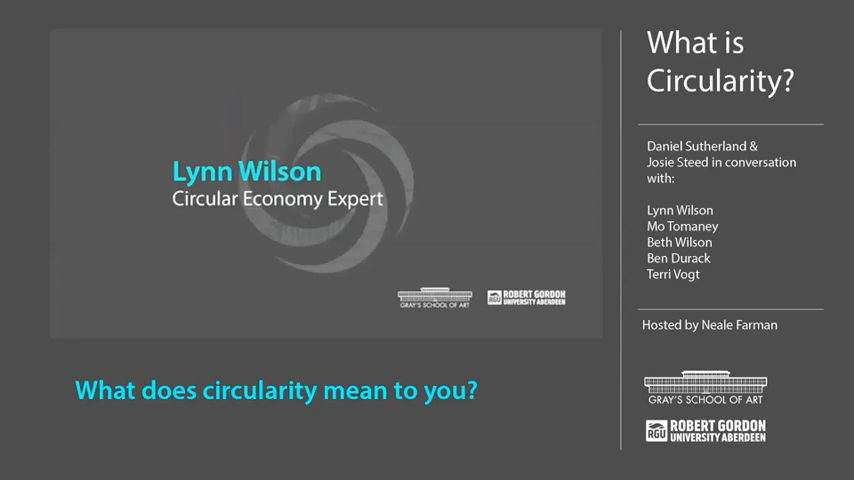 Lynn Wilson
Circular Economy Expert
GRAY'S SCHOOL OF ART
RGU
ROBERT GORDON
UNIVERSITY ABERDEEN
What does circularity mean to you?
What is
Circularity?
Daniel Sutherland &
Josie Steed in conversation
with:
Lynn Wilson
Mo Tomaney
Beth Wilson
Ben Durack
Terri Vogt
Hosted by Neale Farman
GRAY'S SCHOOL OF ART
RGU
ROBERT GORDON
UNIVERSITY ABERDEEN